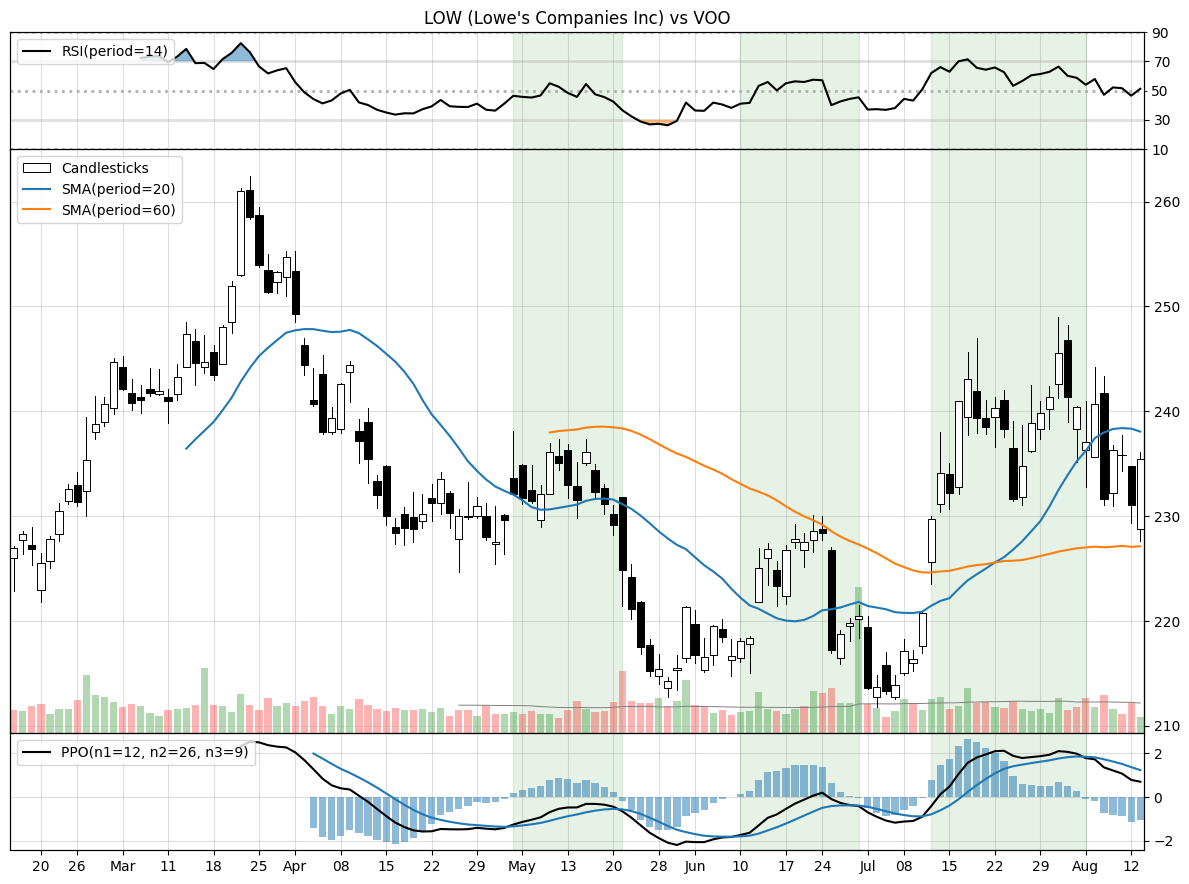 LOW (Lowe's Companies Inc) vs VOO
RSI(period=14)
90
70
50
30
10
Candlesticks
SMA(period=20)
SMA(period=60)
260
250
240
230
220
210
PPO(n1=12, n2=26, n3=9)
2
0
−2
20 26 Mar 11 18 25 Apr 08 15 22 29 May 13 20 28 Jun 10 17 24 Jul 08 15 22 29 Aug 12